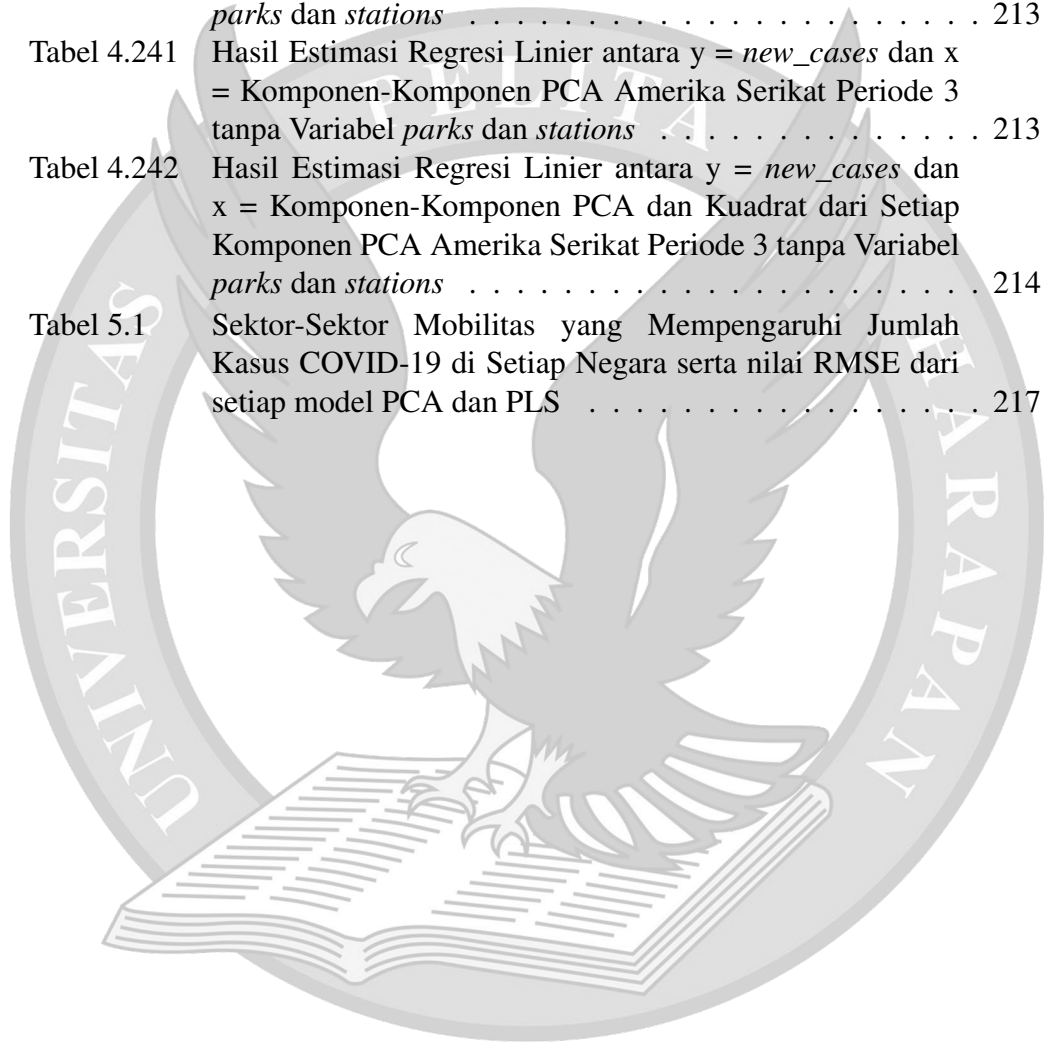 parks dan stations . . . . . . . . . . . . . . . . . . . . . . . 213
Tabel 4.241 Hasil Estimasi Regresi Linier antara y = new_cases dan x
= Komponen-Komponen PCA Amerika Serikat Periode 3
tanpa Variabel parks dan stations . . . . . . . . . . . . . . 213
Tabel 4.242 Hasil Estimasi Regresi Linier antara y = new_cases dan
x = Komponen-Komponen PCA dan Kuadrat dari Setiap
Komponen PCA Amerika Serikat Periode 3 tanpa Variabel
parks dan stations . . . . . . . . . . . . . . . . . . . . . . . 214
Tabel 5.1 Sektor-Sektor Mobilitas yang Mempengaruhi Jumlah
Kasus COVID-19 di Setiap Negara serta nilai RMSE dari
setiap model PCA dan PLS . . . . . . . . . . . . . . . . . 217
UNIVERSITAS PELITA HARAPAN